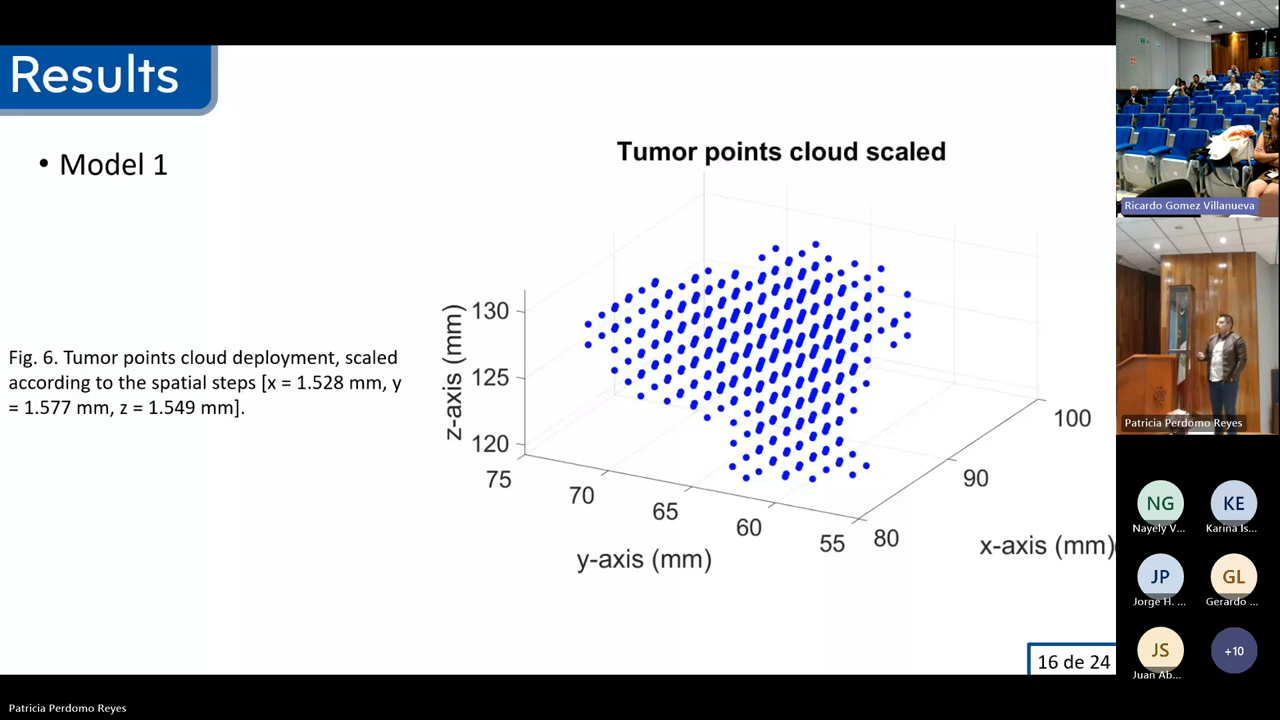 Results
• Model 1
Tumor points cloud scaled
130
125
120
z-axis (mm)
75
70
65
60
55
y-axis (mm)
80
90
100
x-axis (mm)
Fig. 6. Tumor points cloud deployment, scaled
according to the spatial steps [x = 1.528 mm, y
= 1.577 mm, z = 1.549 mm].
16 de 24
Ricardo Gomez Villanueva
Patricia Perdomo Reyes
NG
Nayely V...
KE
Karina Is...
JP
Jorge H. ...
GL
Gerardo ...
JS
Juan Ab...
+10
Patricia Perdomo Reyes